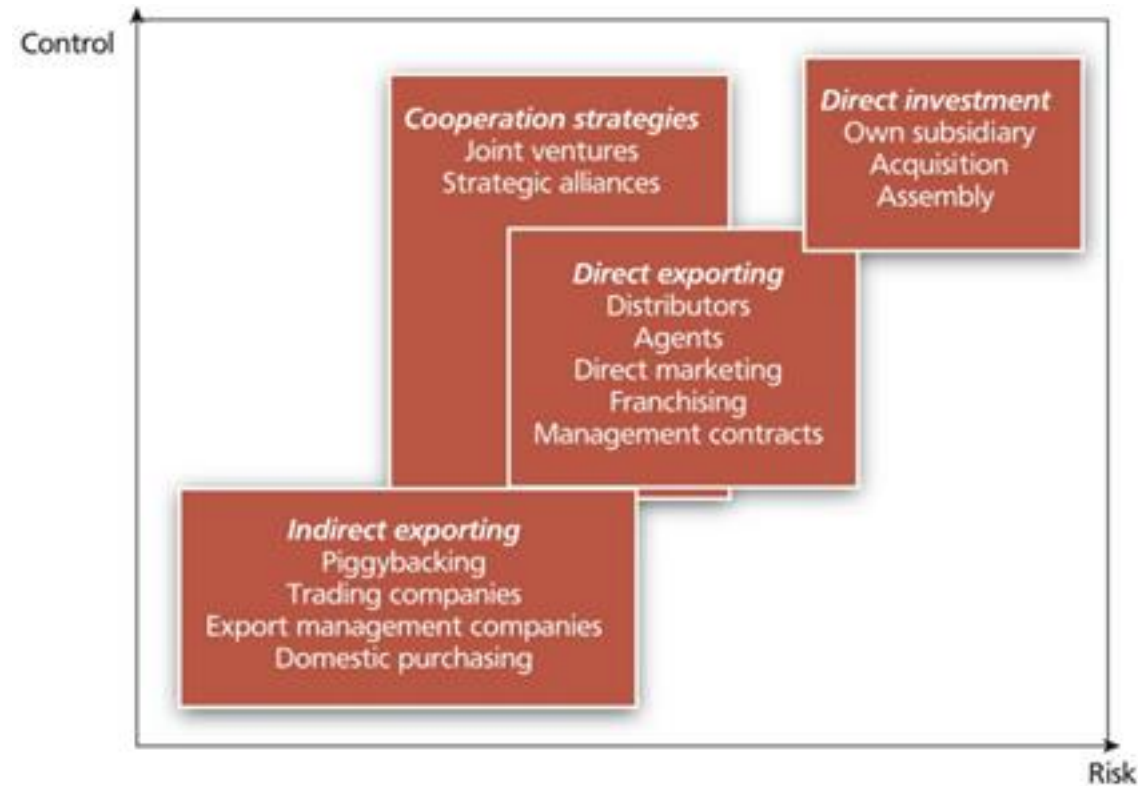 Control
Cooperation strategies
Joint ventures
Strategic alliances
Direct investment
Own subsidiary
Acquisition
Assembly
Direct exporting
Distributors
Agents
Direct marketing
Franchising
Management contracts
Indirect exporting
Piggybacking
Trading companies
Export management companies
Domestic purchasing
Risk